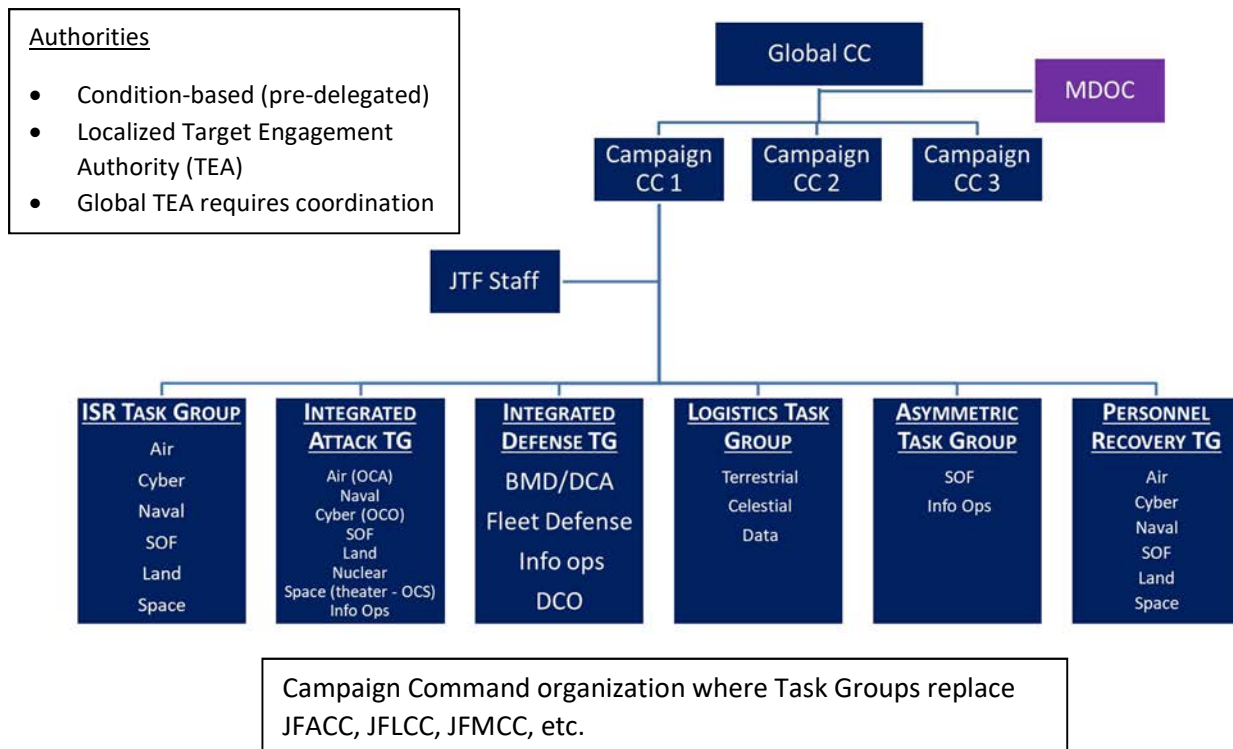 Authorities
• Condition-based (pre-delegated)
• Localized Target Engagement
Authority (TEA)
• Global TEA requires coordination
Global CC
MDOC
Campaign
CC 1
Campaign
CC 2
Campaign
CC 3
JTF Staff
ISR TASK GROUP
Air
Cyber
Naval
SOF
Land
Space
INTEGRATED
ATTACK TG
Air (OCA)
Naval
Cyber (OCO)
SOF
Land
Nuclear
Space (theater - OCS)
Info Ops
INTEGRATED
DEFENSE TG
BMD/DCA
Fleet Defense
Info ops
DCO
LOGISTICS TASK
GROUP
Terrestrial
Celestial
Data
ASYMMETRIC
TASK GROUP
SOF
Info Ops
PERSONNEL
RECOVERY TG
Air
Cyber
Naval
SOF
Land
Space
Campaign Command organization where Task Groups replace
JFACC, JFLCC, JFMCC, etc.